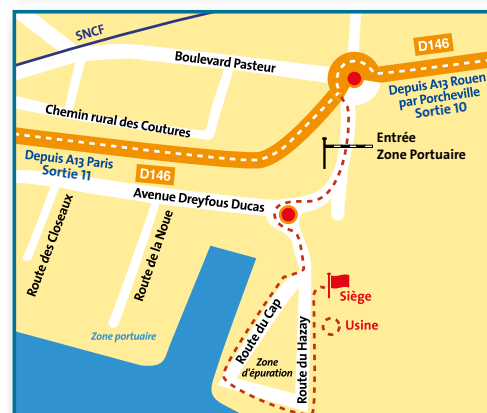 SNCF
Boulevard Pasteur
D146
Depuis A13 Rouen
par Porcheville
Sortie 10
Chemin rural des Coutures
Entrée
Zone Portuaire
Depuis A13 Paris
Sortie 11
D146
Avenue Dreyfous Ducas
Route des Closeaux
Route de la Noue
Siège
Usine
Route du Cap
Route du Hazay
Zone portuaire
Zone
d'épuration